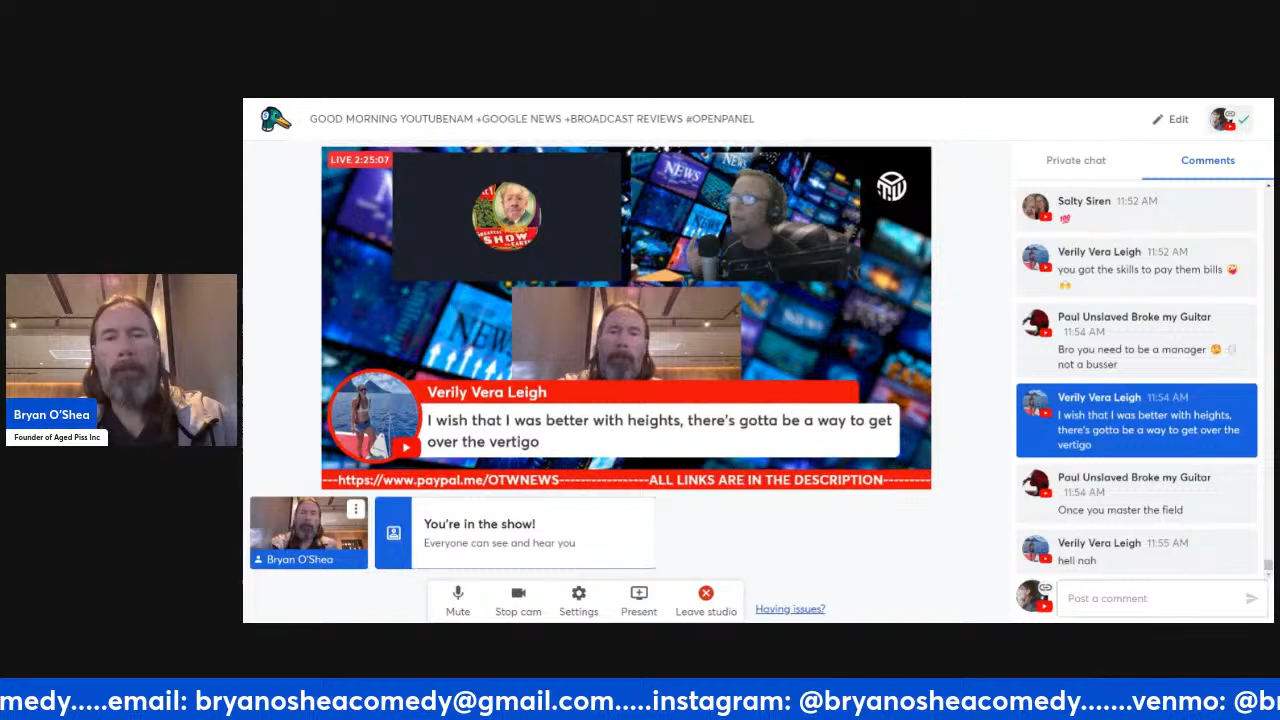 GOOD MORNING YOUTUBENAM +GOOGLE NEWS +BROADCAST REVIEWS #OPENPANEL
Edit
LIVE 2:25:07
NEWS
NEWS
SHOW
NEWS
Verily Vera Leigh
I wish that I was better with heights, there's gotta be a way to get
over the vertigo
---https://www.paypal.me/OTWNEWS-----------------ALL LINKS ARE IN THE DESCRIPTION---------
Private chat
Comments
Salty Siren 11:52 AM
💯
Verily Vera Leigh 11:52 AM
you got the skills to pay them bills
Paul Unslaved Broke my Guitar
11:54 AM
Bro you need to be a manager
not a busser
Verily Vera Leigh 11:54 AM
I wish that I was better with heights,
there's gotta be a way to get over the
vertigo
Paul Unslaved Broke my Guitar
11:54 AM
Once you master the field
Verily Vera Leigh 11:55 AM
hell nah
Post a comment
Bryan O'Shea
Founder of Aged Piss Inc
Bryan O'Shea
You're in the show!
Everyone can see and hear you
Mute
Stop cam
Settings
Present
Leave studio
Having issues?
medy.....email: bryanosheacomedy@gmail.com.....instagram: @bryanosheacomedy.......venmo: @b